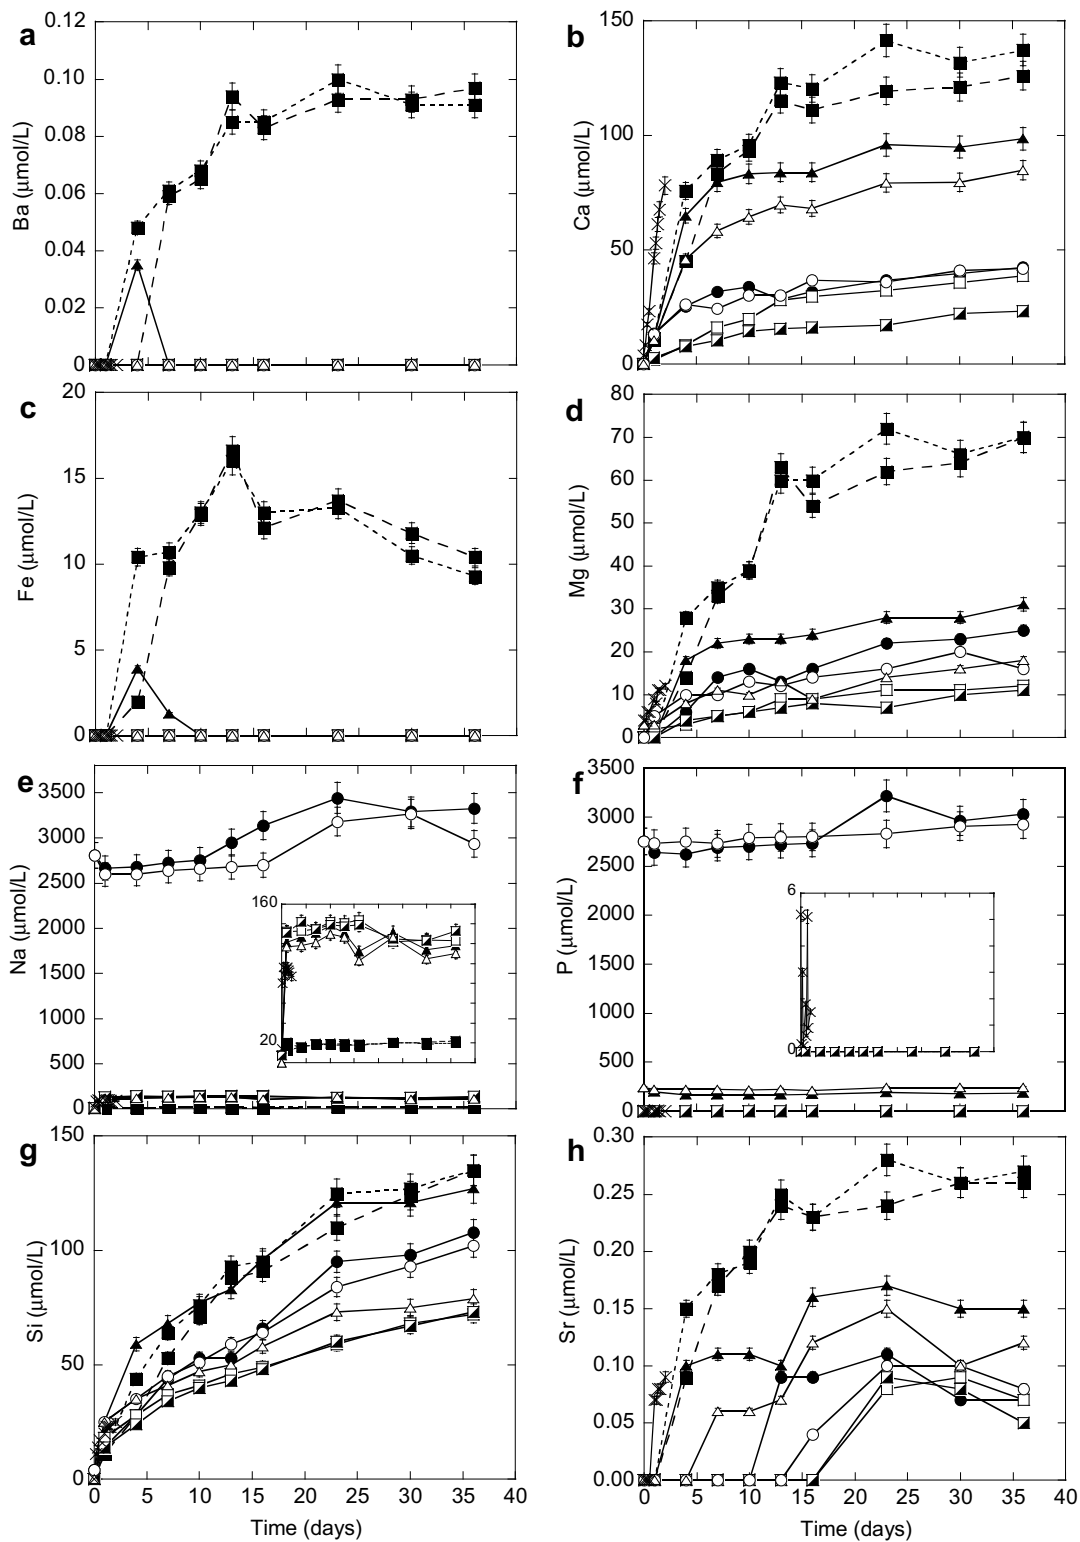 a
0.12
0.10
0.08
0.06
0.04
0.02
0
Ba (μmol/L)
b
150
100
50
0
Ca (μmol/L)
c
20
15
10
5
0
Fe (μmol/L)
d
80
70
60
50
40
30
20
10
0
Mg (μmol/L)
e
3500
3000
2500
2000
1500
1000
500
0
Na (μmol/L)
160
20
f
3500
3000
2500
2000
1500
1000
500
0
P (μmol/L)
6
0
g
150
100
50
0
Si (μmol/L)
0 5 10 15 20 25 30 35 40
Time (days)
h
0.30
0.25
0.20
0.15
0.10
0.05
0.00
Sr (μmol/L)
0 5 10 15 20 25 30 35 40
Time (days)